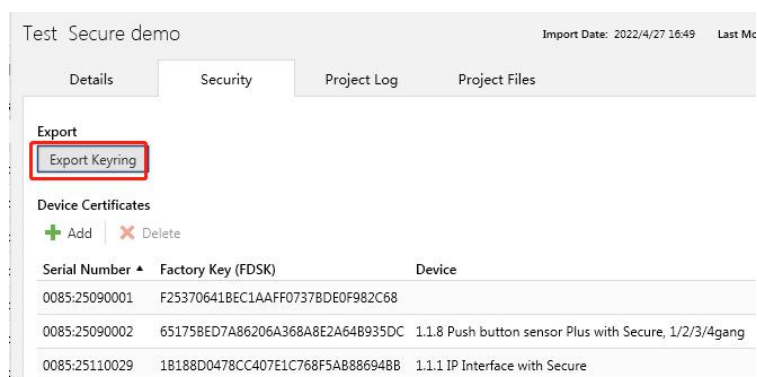 Test Secure demo Import Date: 2022/4/27 16:49 Last Mo
Details Security Project Log Project Files
Export
Export Keyring
Device Certificates
Add Delete
Serial Number Factory Key (FDSK) Device
0085:25090001 F25370641BEC1AAFF0737BDE0F982C68
0085:25090002 65175BED7A86206A368A8E2A64B935DC 1.1.8 Push button sensor Plus with Secure, 1/2/3/4gang
0085:25110029 1B188D0478CC407E1C768F5AB88694BB 1.1.1 IP Interface with Secure